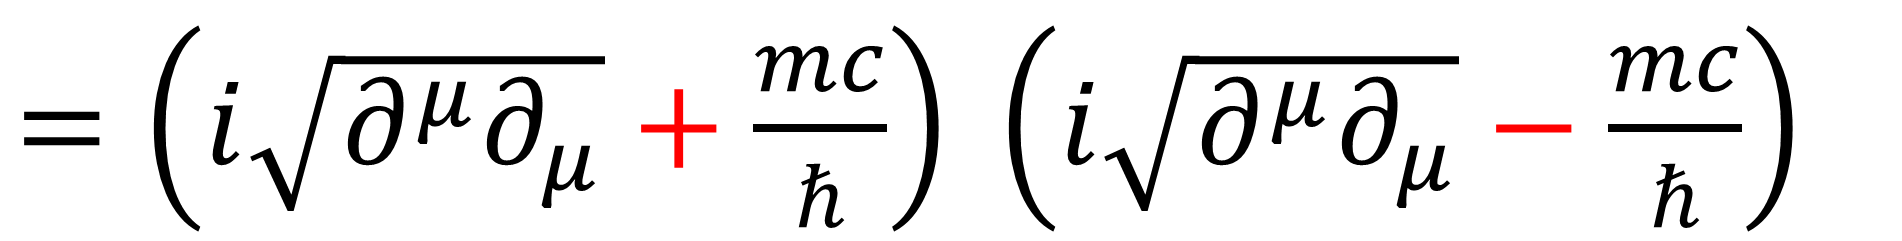 = (i√(∂^μ ∂_μ) + mc/ħ) (i√(∂^μ ∂_μ) − mc/ħ)